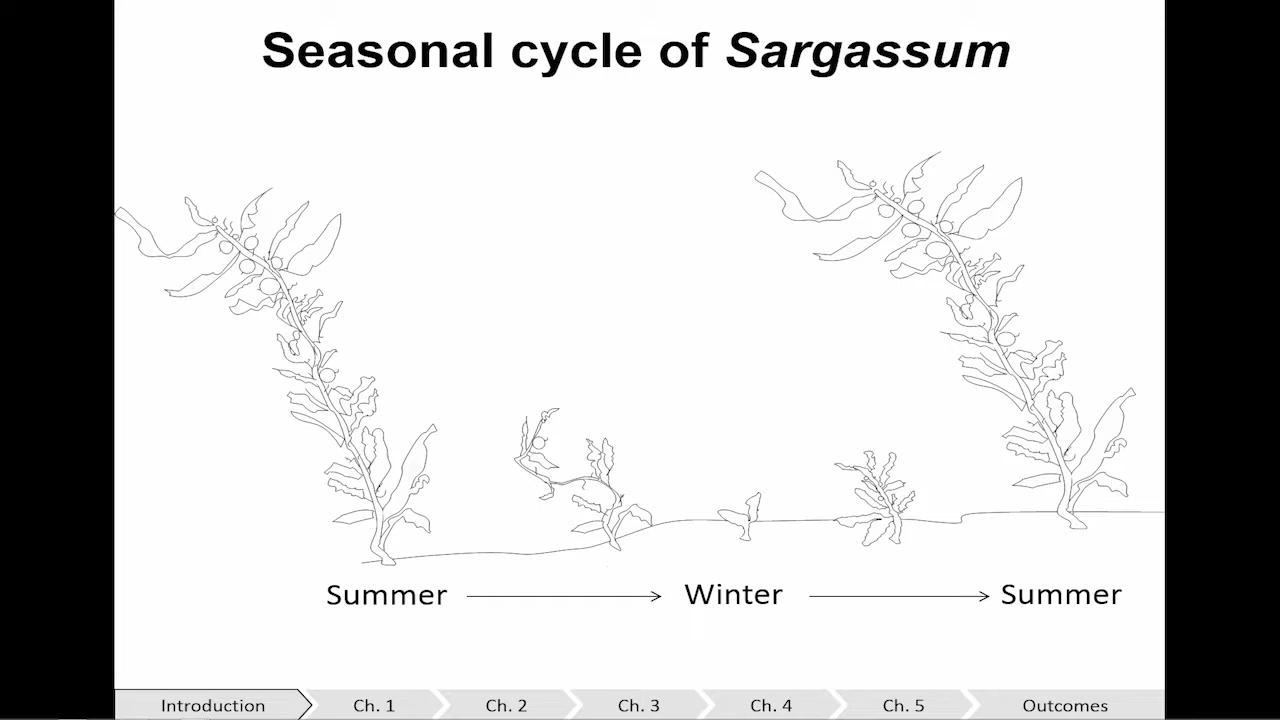 Seasonal cycle of Sargassum
Summer
Winter
Summer
Introduction
Ch. 1
Ch. 2
Ch. 3
Ch. 4
Ch. 5
Outcomes